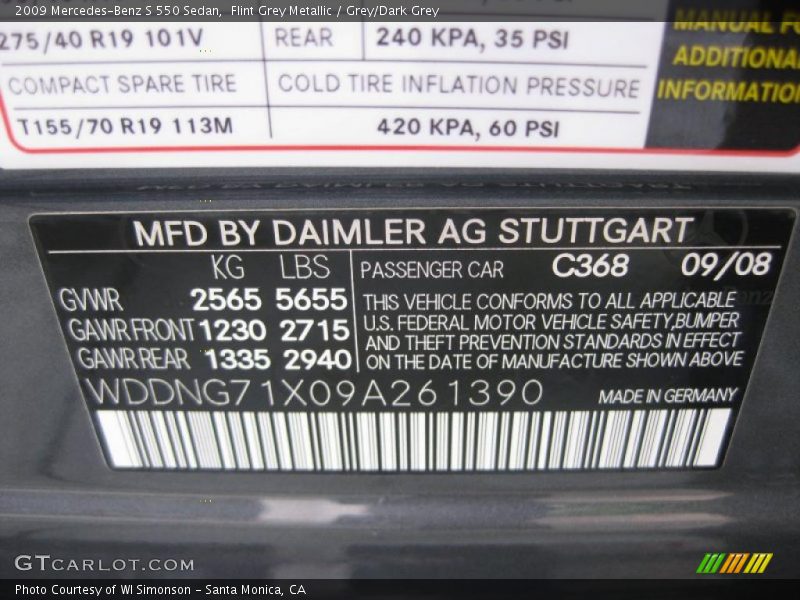 2009 Mercedes-Benz S 550 Sedan,  Flint Grey Metallic / Grey/Dark Grey
275/40 R19 101V REAR 240 KPA, 35 PSI
MANUAL
ADDITIONAL
INFORMATION
COMPACT SPARE TIRE COLD TIRE INFLATION PRESSURE
T155/70 R19 113M 420 KPA, 60 PSI
MFD BY DAIMLER AG STUTTGART
KG LBS PASSENGER CAR C368 09/08
GVWR 2565 5655 THIS VEHICLE CONFORMS TO ALL APPLICABLE
GAWR FRONT 1230 2715 U.S. FEDERAL MOTOR VEHICLE SAFETY,BUMPER
AND THEFT PREVENTION STANDARDS IN EFFECT
GAWR REAR 1335 2940 ON THE DATE OF MANUFACTURE SHOWN ABOVE
WDDNG71X09A261390 MADE IN GERMANY
GTCARLOT.COM
Photo Courtesy of WI Simonson - Santa Monica, CA